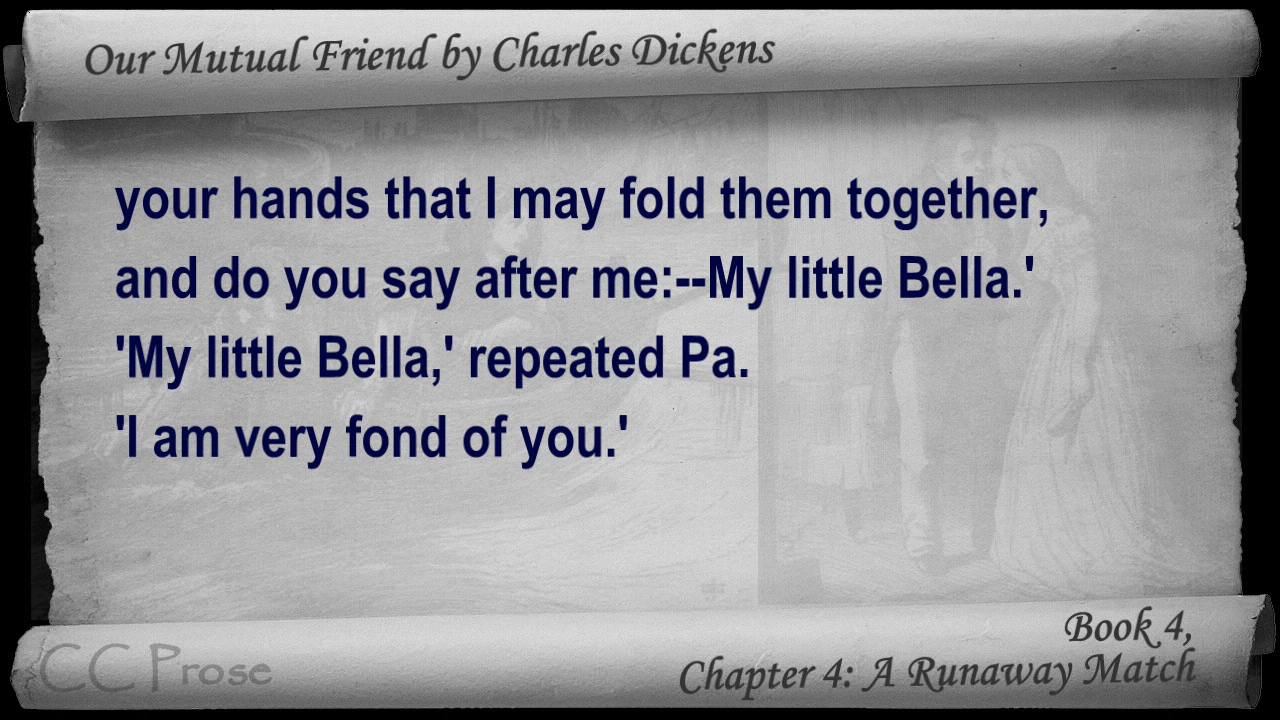 Our Mutual Friend by Charles Dickens
your hands that I may fold them together,
and do you say after me:--My little Bella.'
'My little Bella,' repeated Pa.
'I am very fond of you.'
Book 4,
CC Prose
Chapter 4: A Runaway Match